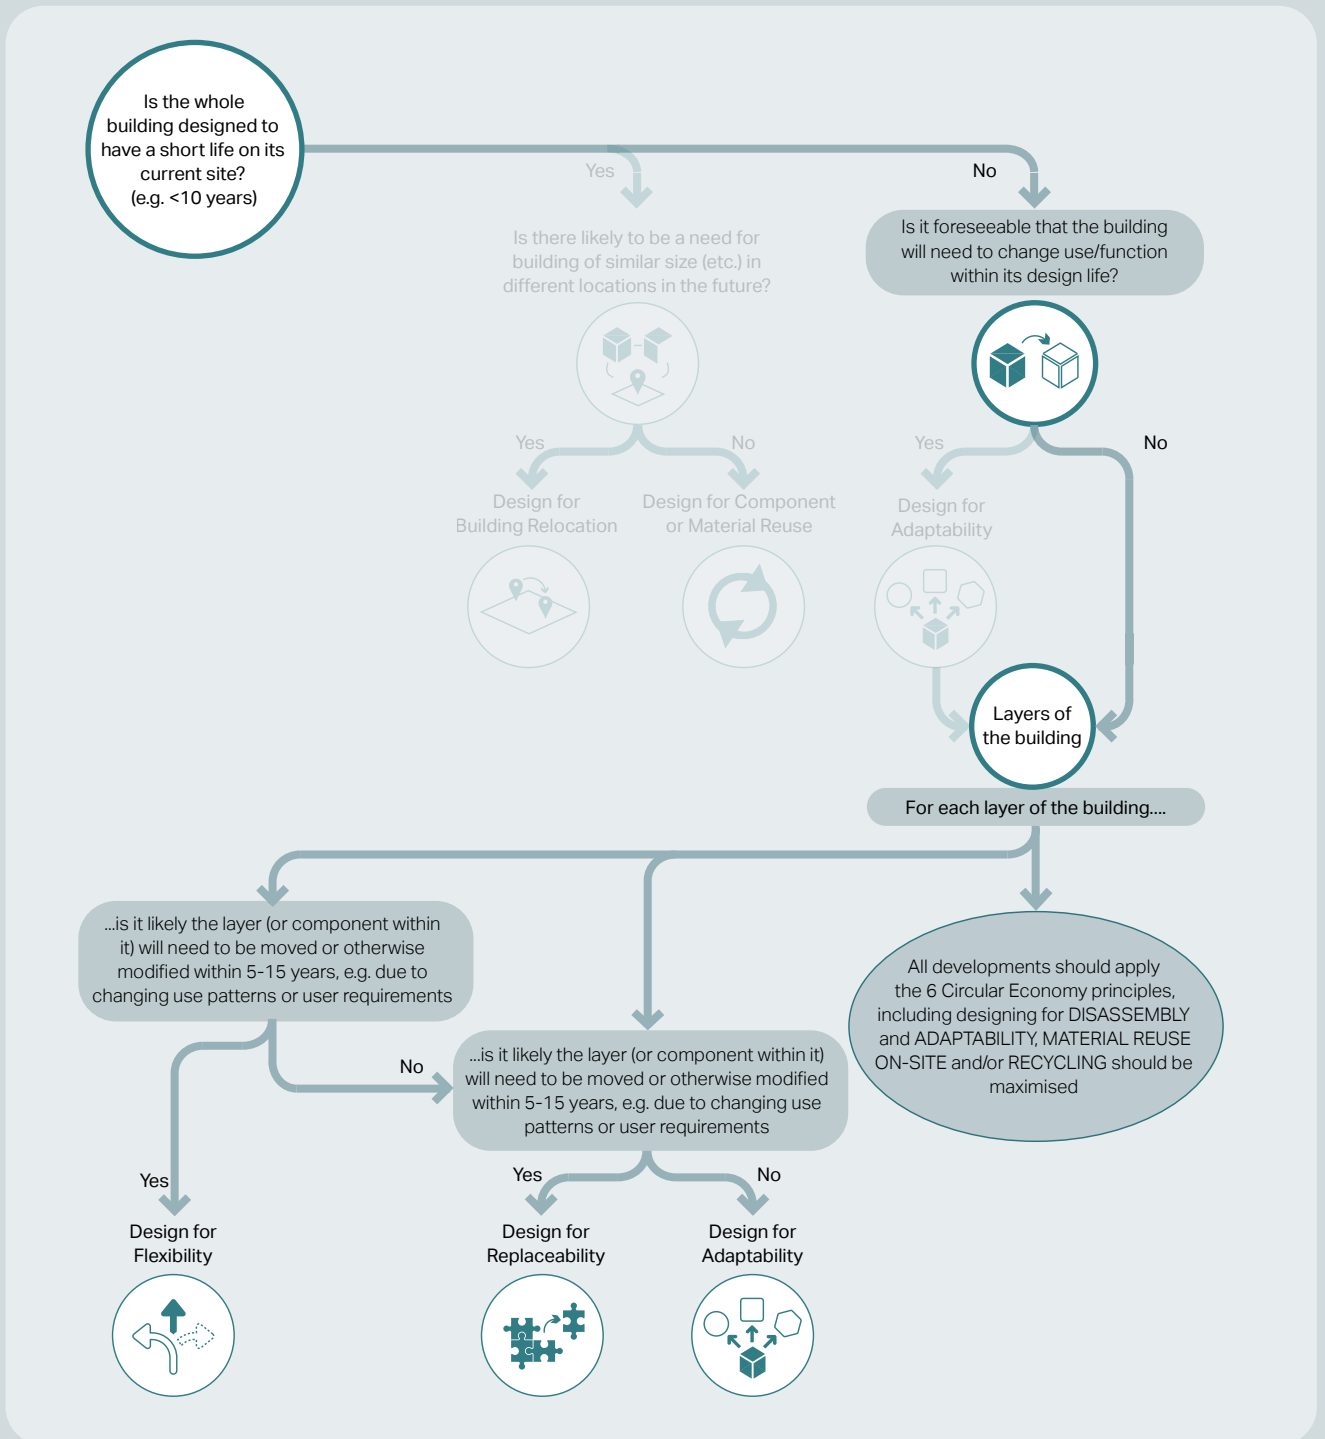 Is the whole
building designed to
have a short life on its
current site?
(e.g. <10 years)
Yes
No
Is there likely to be a need for
building of similar size (etc.) in
different locations in the future?
Is it foreseeable that the building
will need to change use/function
within its design life?
Yes
No
Yes
No
Design for
Building Relocation
Design for Component
or Material Reuse
Design for
Adaptability
Layers of
the building
For each layer of the building....
...is it likely the layer (or component within
it) will need to be moved or otherwise
modified within 5-15 years, e.g. due to
changing use patterns or user requirements
All developments should apply
the 6 Circular Economy principles,
including designing for DISASSEMBLY
and ADAPTABILITY, MATERIAL REUSE
ON-SITE and/or RECYCLING should be
maximised
No
...is it likely the layer (or component within it)
will need to be moved or otherwise modified
within 5-15 years, e.g. due to changing use
patterns or user requirements
Yes
Yes
No
Design for
Flexibility
Design for
Replaceability
Design for
Adaptability